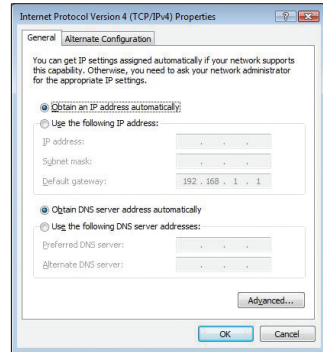 Internet Protocol Version 4 (TCP/IPv4) Properties
General
Alternate Configuration
You can get IP settings assigned automatically if your network supports
this capability. Otherwise, you need to ask your network administrator
for the appropriate IP settings.
Obtain an IP address automatically
Use the following IP address:
IP address:
Subnet mask:
Default gateway: 192 . 168 . 1 . 1
Obtain DNS server address automatically
Use the following DNS server addresses:
Preferred DNS server:
Alternate DNS server:
Advanced...
OK
Cancel